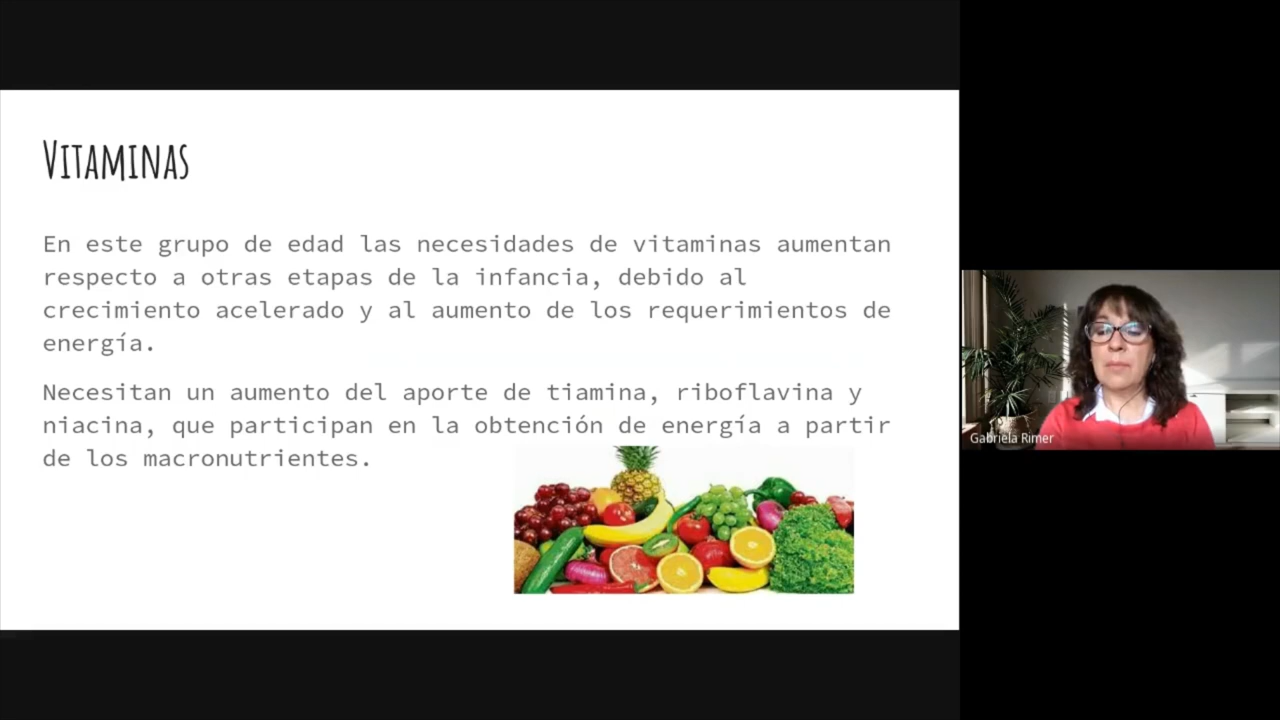 Vitaminas
En este grupo de edad las necesidades de vitaminas aumentan
respecto a otras etapas de la infancia, debido al
crecimiento acelerado y al aumento de los requerimientos de
energía.
Necesitan un aumento del aporte de tiamina, riboflavina y
niacina, que participan en la obtención de energía a partir
de los macronutrientes.
Gabriela Rimer